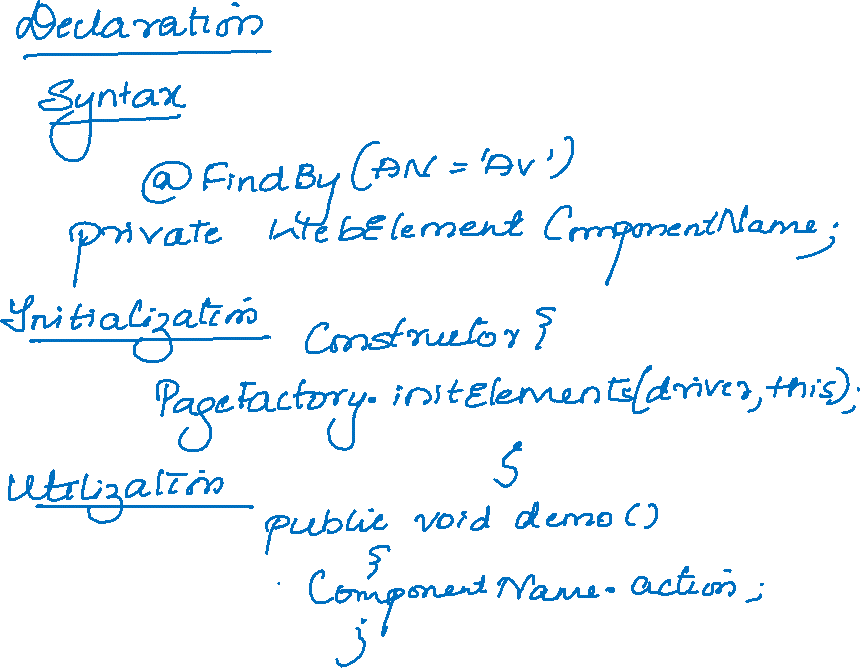 Declaration
Syntax
@FindBy(AN='AV')
private WebElement ComponentName;
Initialization Constructor {
PageFactory.initElements(driver,this);
}
Utilization
public void demo()
{
ComponentName.action;
}